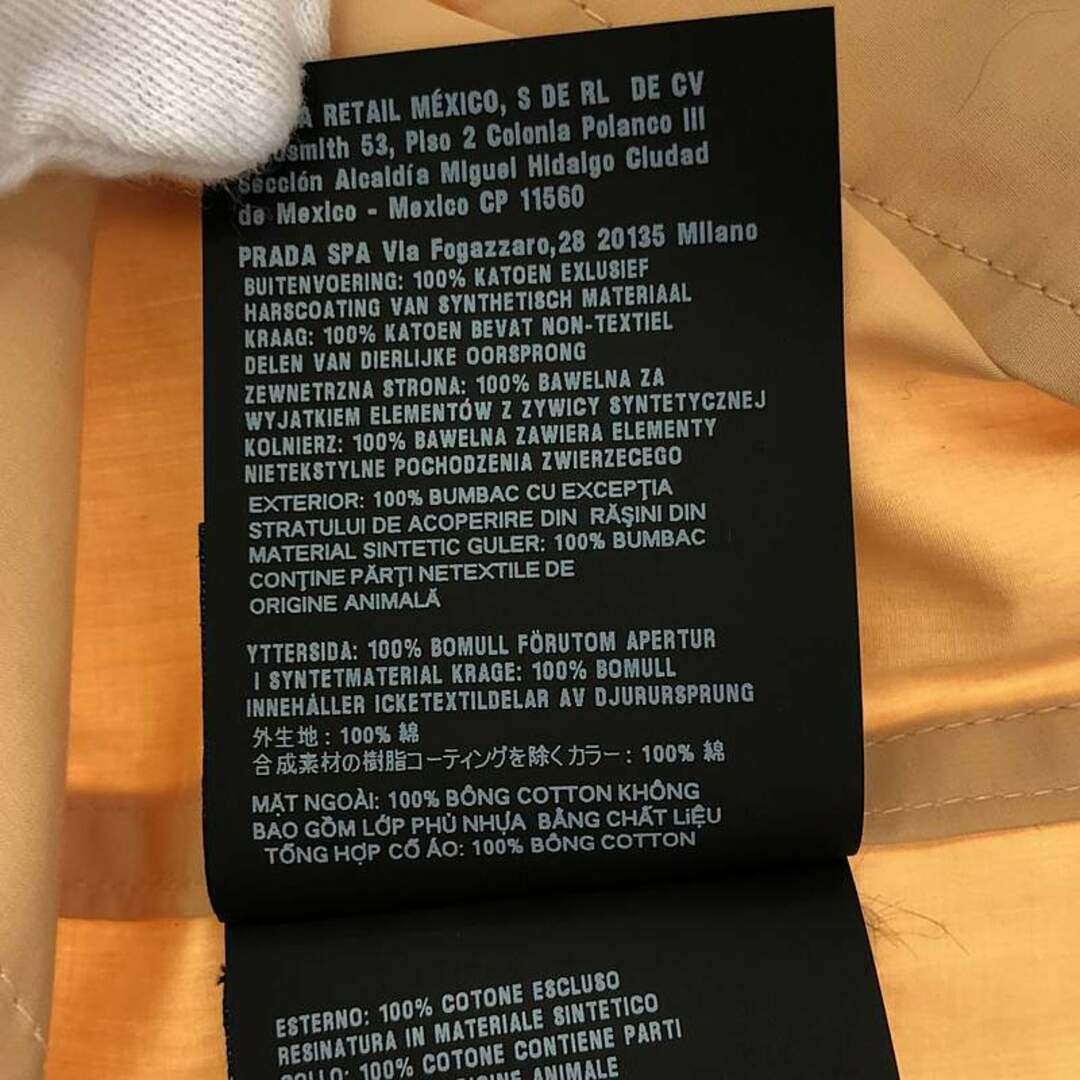 RETAIL MÉXICO, S DE RL DE CV
53, Piso 2 Colonia Polanco III
Sección Alcaldía Miguel Hidalgo Ciudad
de Mexico - Mexico CP 11560
PRADA SPA Via Fogazzaro,28 20135 Milano
BUITENVOERING: 100% KATOEN EXLUSIEF
HARSCOATING VAN SYNTHETISCH MATERIAAL
KRAAG: 100% KATOEN BEVAT NON-TEXTIEL
DELEN VAN DIERLIJKE OORSPRONG
ZEWNETRZNA STRONA: 100% BAWELNA ZA
WYJATKIEM ELEMENTÓW Z ZYWICY SYNTETYCZNEJ
KOLNIERZ: 100% BAWELNA ZAWIERA ELEMENTY
NIETEKSTYLNE POCHODZENIA ZWIERZECEGO
EXTERIOR: 100% BUMBAC CU EXCEPŢIA
STRATULUI DE ACOPERIRE DIN RĂŞINI DIN
MATERIAL SINTETIC GULER: 100% BUMBAC
CONŢINE PĂRŢI NETEXTILE DE
ORIGINE ANIMALĂ
YTTERSIDA: 100% BOMULL FÖRUTOM APERTUR
I SYNTETMATERIAL KRAGE: 100% BOMULL
INNEHÅLLER ICKETEXTILDELAR AV DJURURSPRUNG
外生地 : 100% 綿
合成素材の樹脂コーティングを除くカラー : 100% 綿
MẶT NGOÀI: 100% BÔNG COTTON KHÔNG
BAO GỒM LỚP PHỦ NHỰA BẰNG CHẤT LIỆU
TỔNG HỢP CỔ ÁO: 100% BÔNG COTTON
ESTERNO: 100% COTONE ESCLUSO
RESINATURA IN MATERIALE SINTETICO
COLLO: 100% COTONE CONTIENE PARTI
ANIMALE